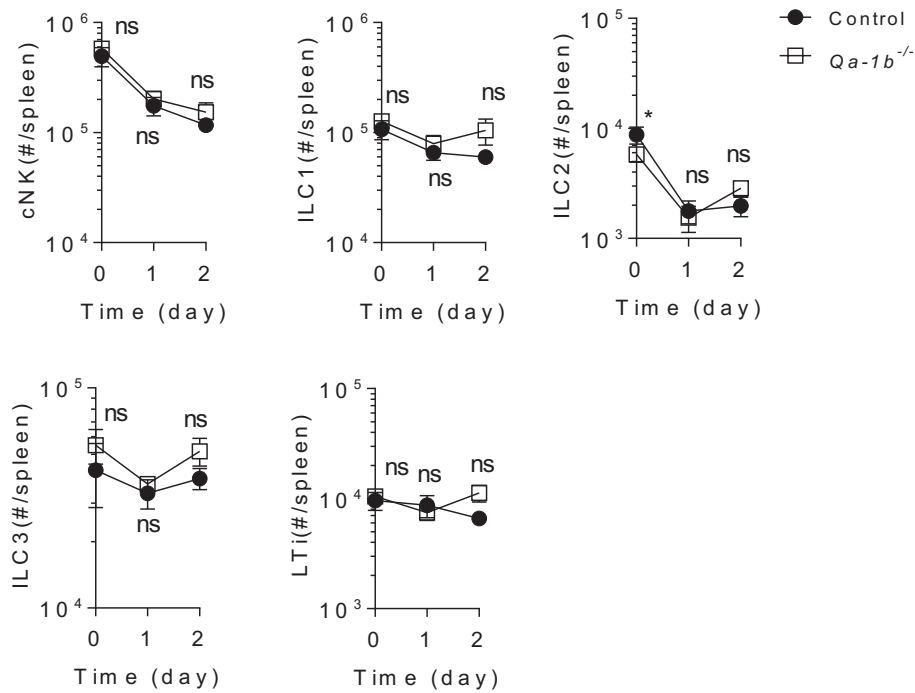 cNK(#/spleen)
10^6
10^5
10^4
ns
ns
ns
0 1 2
Time (day)
ILC1(#/spleen)
10^6
10^5
10^4
ns
ns
ns
0 1 2
Time (day)
ILC2(#/spleen)
10^5
10^4
10^3
*
ns
ns
0 1 2
Time (day)
Control
Qa-1b^-/-
ILC3(#/spleen)
10^5
10^4
ns
ns
ns
0 1 2
Time (day)
LTi(#/spleen)
10^5
10^4
10^3
ns
ns
ns
0 1 2
Time (day)